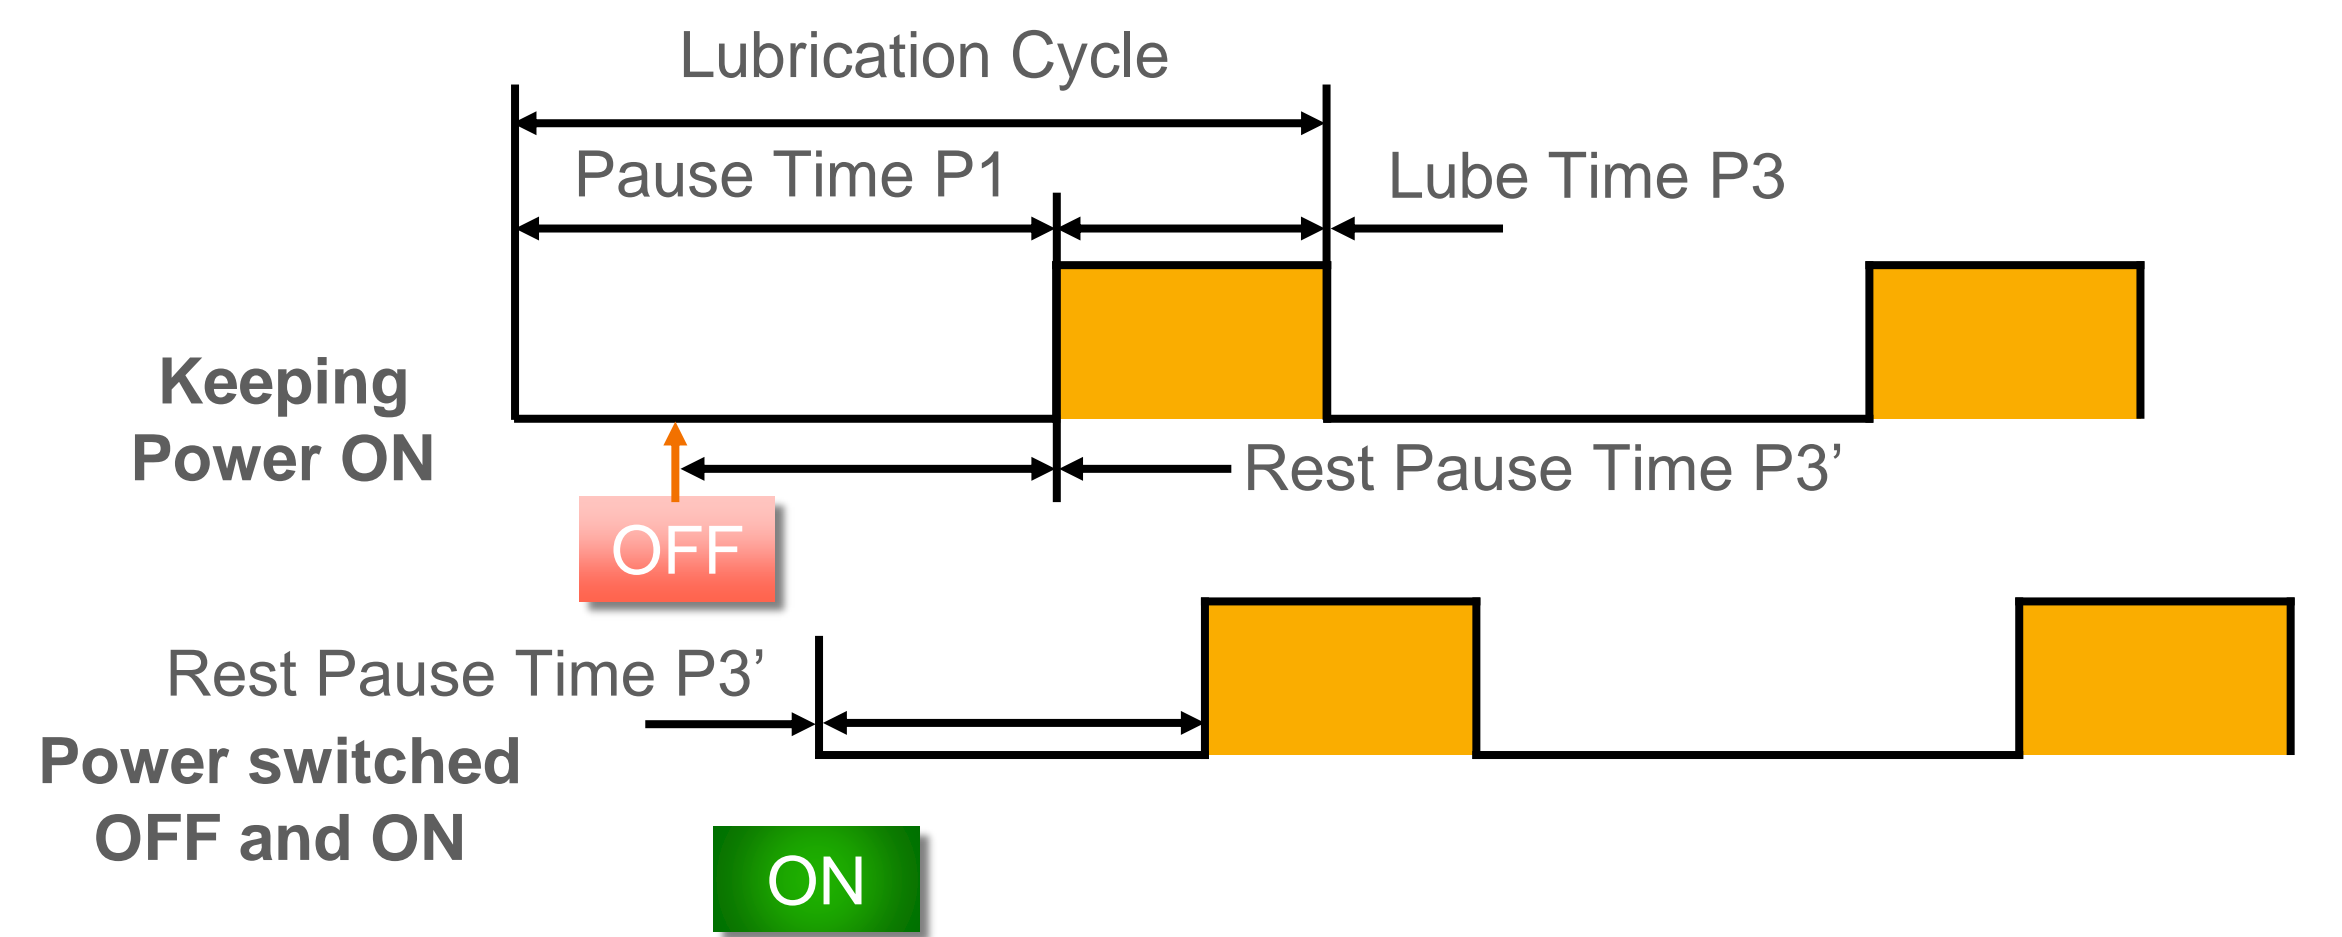 Lubrication Cycle
Pause Time P1
Lube Time P3
Keeping
Power ON
Rest Pause Time P3’
OFF
Rest Pause Time P3’
Power switched
OFF and ON
ON